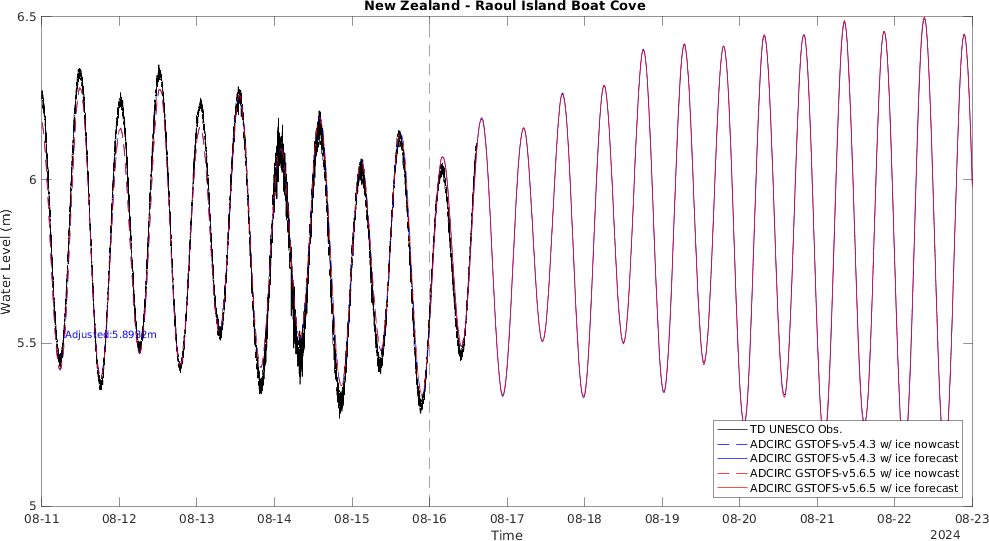 New Zealand - Raoul Island Boat Cove
6.5
6
5.5
5
Water Level (m)
Adjusted:5.8982m
TD UNESCO Obs.
ADCIRC GSTOFS-v5.4.3 w/ ice nowcast
ADCIRC GSTOFS-v5.4.3 w/ ice forecast
ADCIRC GSTOFS-v5.6.5 w/ ice nowcast
ADCIRC GSTOFS-v5.6.5 w/ ice forecast
08-11 08-12 08-13 08-14 08-15 08-16 08-17 08-18 08-19 08-20 08-21 08-22 08-23
Time
2024